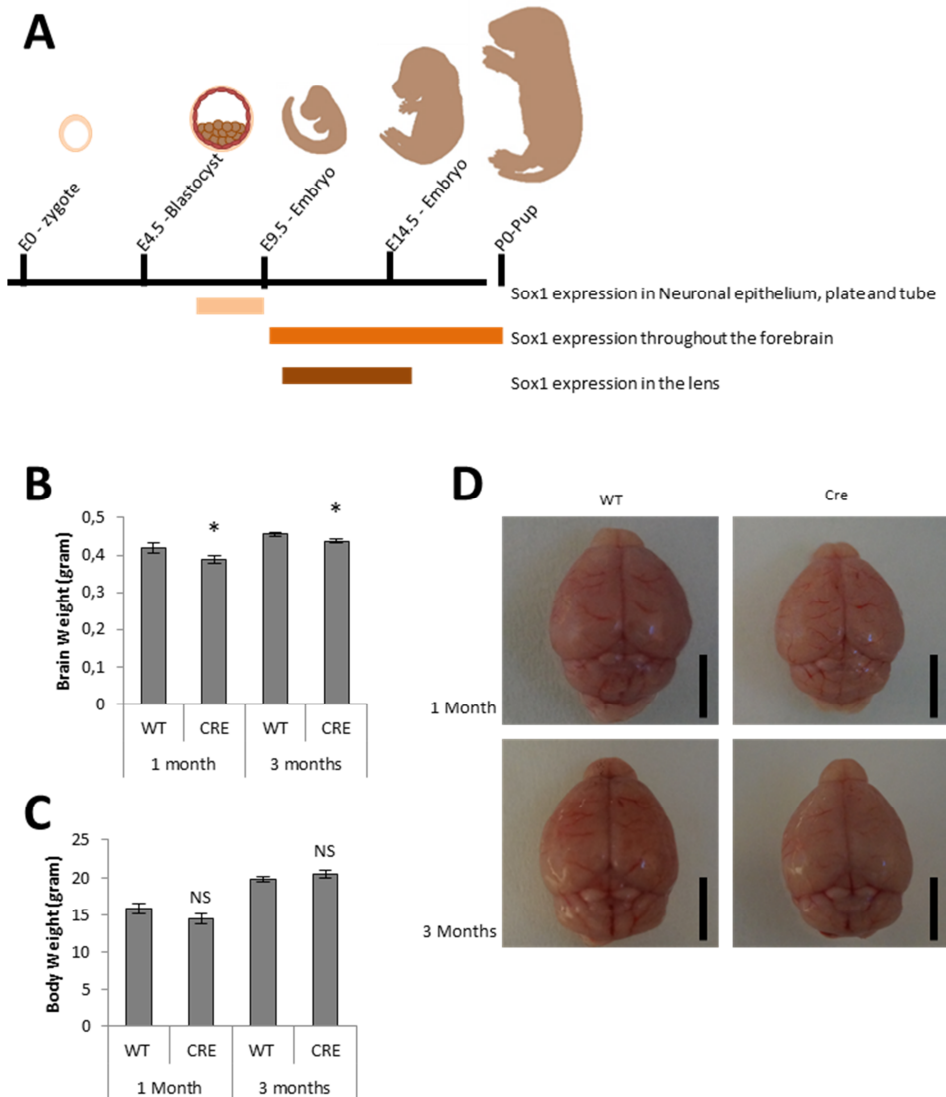 A
E0 - zygote
E4.5 -Blastocyst
E9.5 - Embryo
E14.5 - Embryo
P0-Pup
Sox1 expression in Neuronal epithelium, plate and tube
Sox1 expression throughout the forebrain
Sox1 expression in the lens
B
Brain Weight (gram)
0,5
0,4
0,3
0,2
0,1
0
*
*
WT CRE WT CRE
1 month 3 months
C
Body Weight (gram)
25
20
15
10
5
0
NS
NS
WT CRE WT CRE
1 Month 3 months
D
WT Cre
1 Month
3 Months